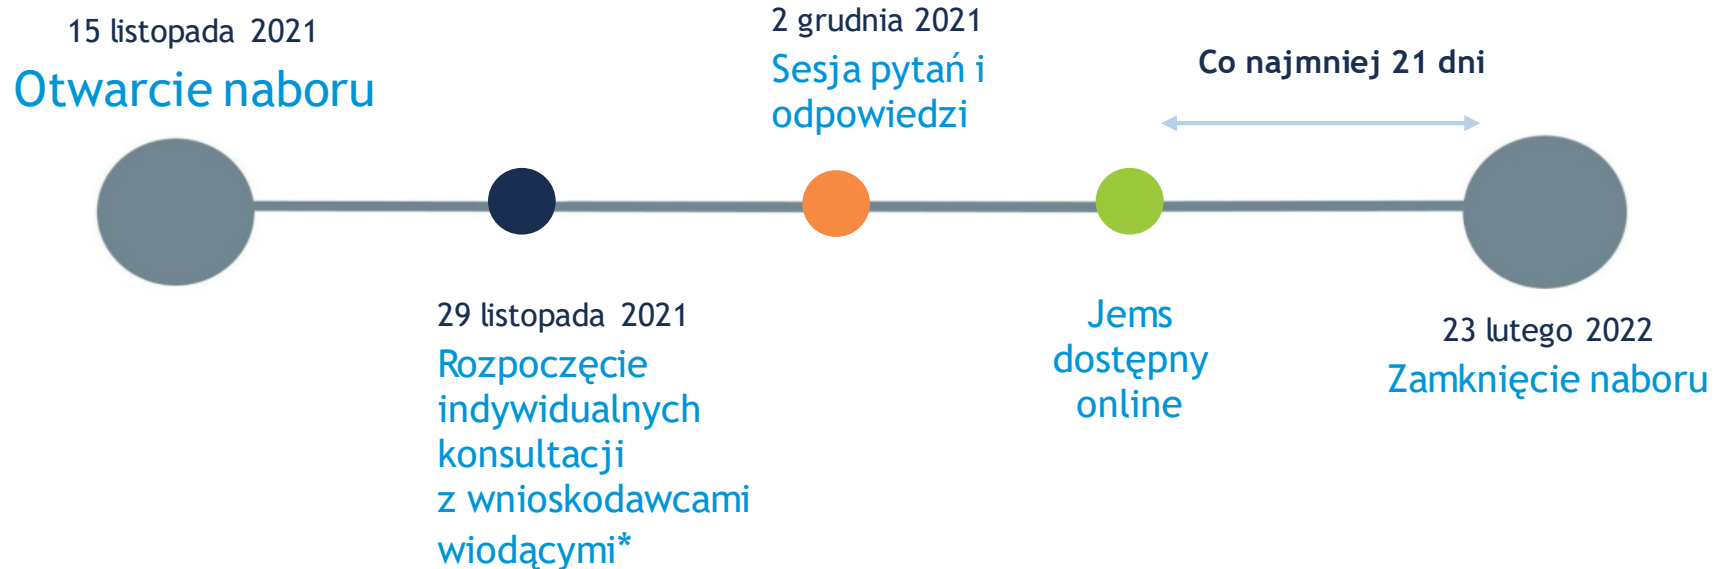 15 listopada 2021
Otwarcie naboru
2 grudnia 2021
Sesja pytań i
odpowiedzi
Co najmniej 21 dni
29 listopada 2021
Rozpoczęcie
indywidualnych
konsultacji
z wnioskodawcami
wiodącymi*
Jems
dostępny
online
23 lutego 2022
Zamknięcie naboru